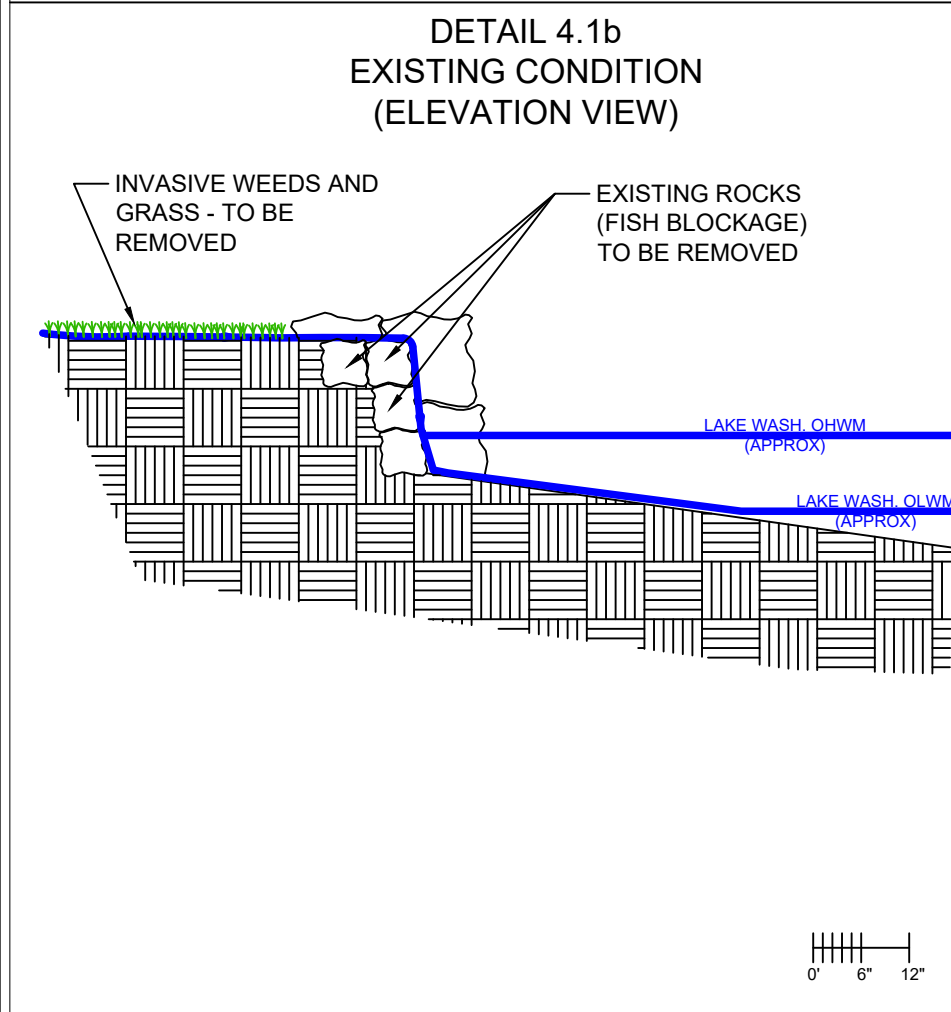 DETAIL 4.1b
EXISTING CONDITION
(ELEVATION VIEW)
INVASIVE WEEDS AND
GRASS - TO BE
REMOVED
EXISTING ROCKS
(FISH BLOCKAGE)
TO BE REMOVED
LAKE WASH. OHWM
(APPROX)
LAKE WASH. OLWM
(APPROX)
0' 6" 12"